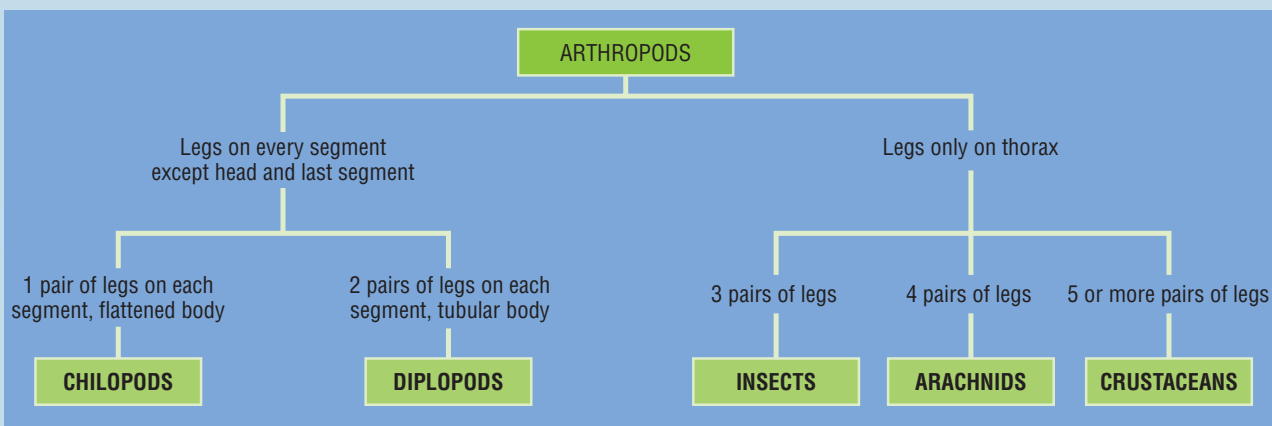 ARTHROPODS
Legs on every segment
except head and last segment
Legs only on thorax
1 pair of legs on each
segment, flattened body
2 pairs of legs on each
segment, tubular body
3 pairs of legs
4 pairs of legs
5 or more pairs of legs
CHILOPODS
DIPLOPODS
INSECTS
ARACHNIDS
CRUSTACEANS